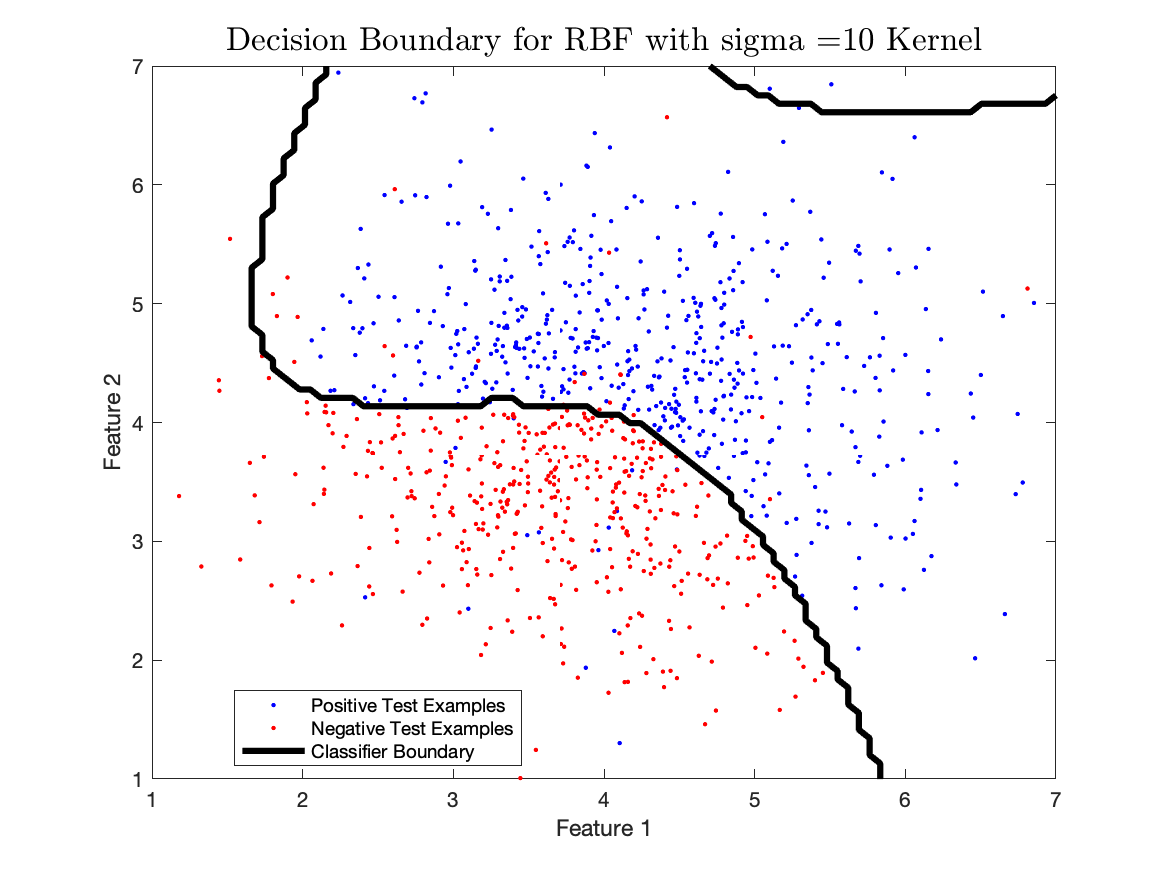 Decision Boundary for RBF with sigma =10 Kernel
7
6
5
4
3
2
1
Feature 2
Positive Test Examples
Negative Test Examples
Classifier Boundary
1 2 3 4 5 6 7
Feature 1